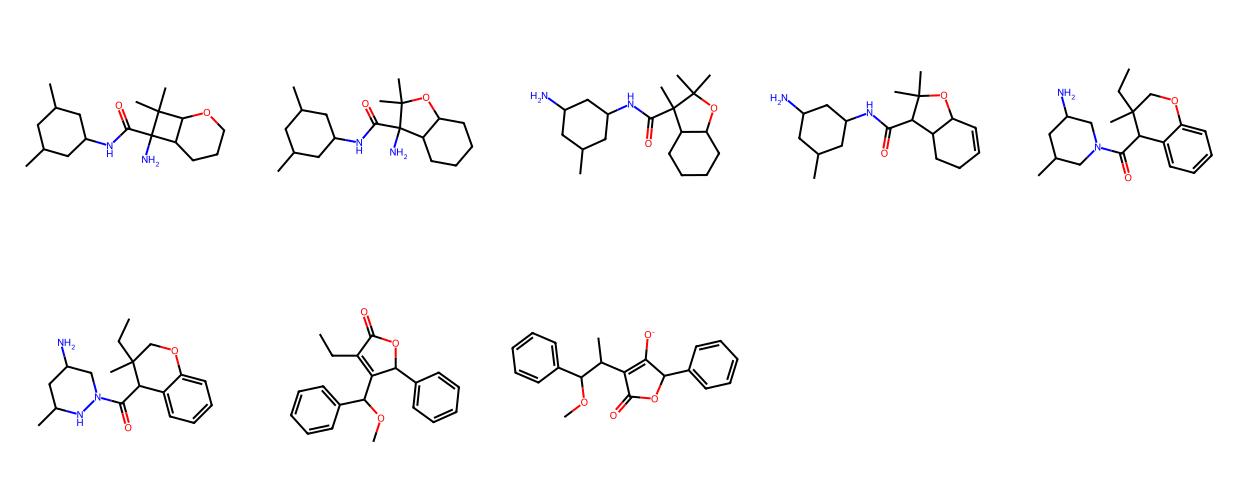 O O NH NH₂
O O NH NH₂
H₂N NH O O
H₂N NH O O
NH₂ N O O
NH₂ N NH O O
O O O
O⁻ O O O